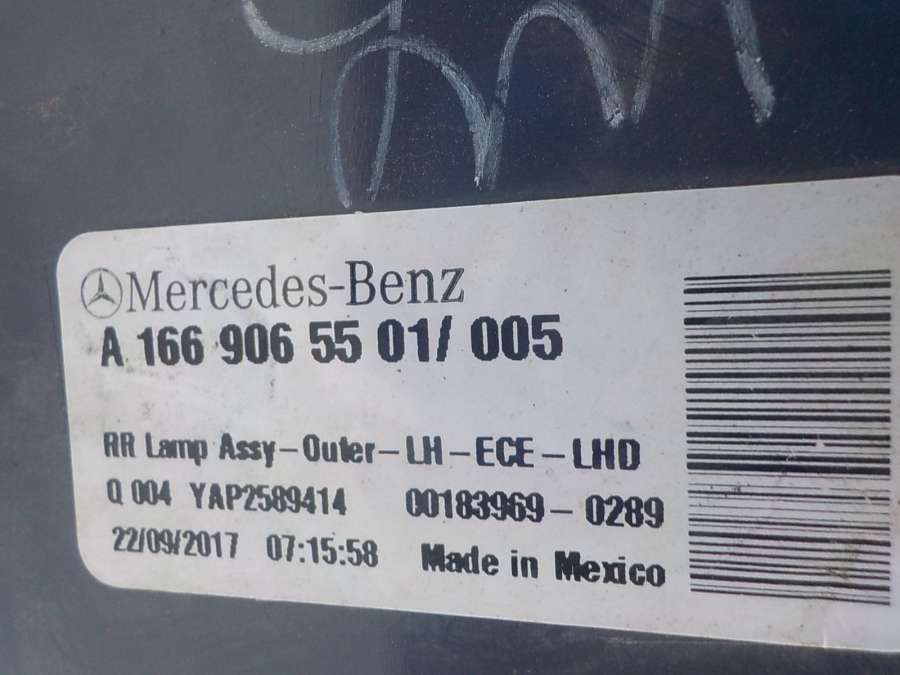 Mercedes-Benz
A 166 906 55 01/ 005
RR Lamp Assy-Outer-LH-ECE-LHD
Q 004 YAP2589414 00183969-0289
22/09/2017 07:15:58 Made in Mexico